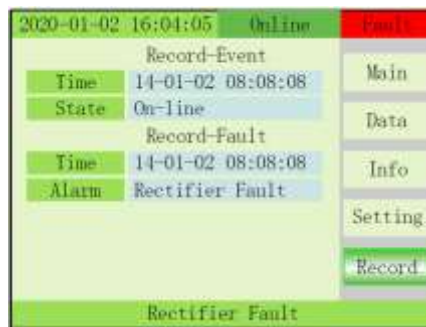 2020-01-02 16:04:05 Online Fault
Record-Event
Time 14-01-02 08:08:08
State On-line
Record-Fault
Time 14-01-02 08:08:08
Alarm Rectifier Fault
Main
Data
Info
Setting
Record
Rectifier Fault